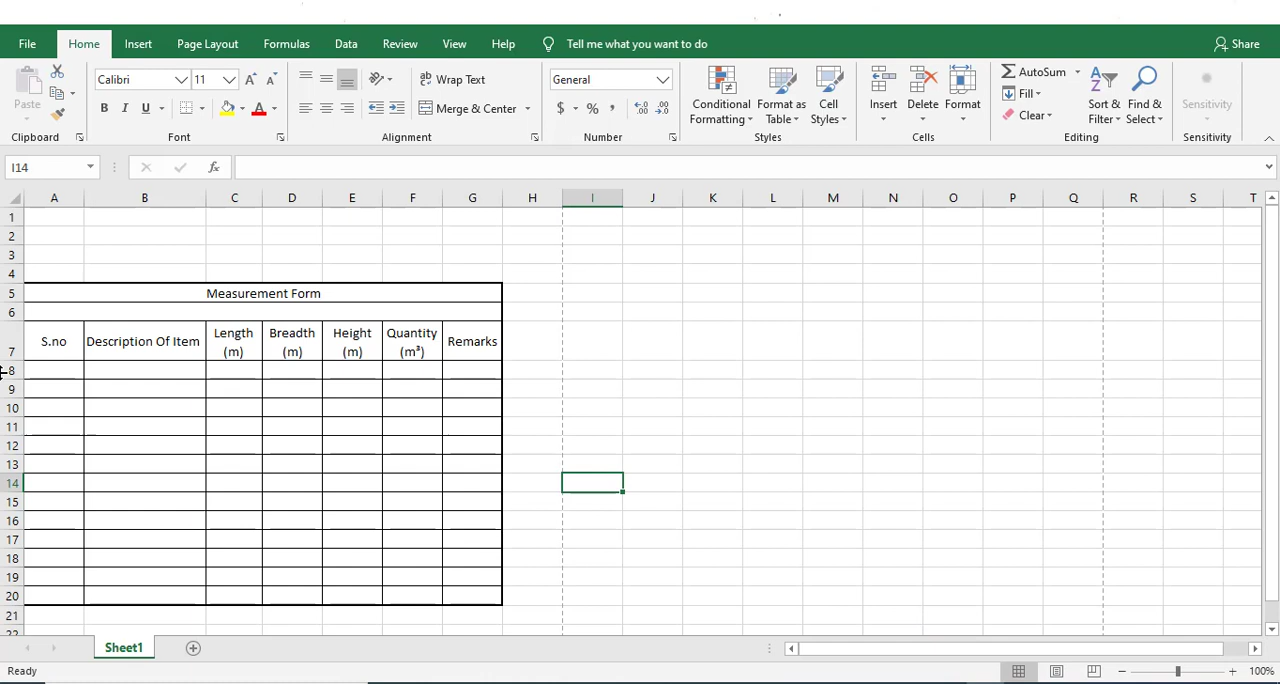 File Home Insert Page Layout Formulas Data Review View Help Tell me what you want to do Share
Calibri 11 Wrap Text General AutoSum
Paste Merge & Center $ % , Conditional Formatting Format as Table Cell Styles Insert Delete Format Fill Clear Sort & Filter Find & Select Sensitivity
Clipboard Font Alignment Number Styles Cells Editing Sensitivity
I14 fx
A B C D E F G H I J K L M N O P Q R S T
1
2
3
4
5 Measurement Form
6
7 S.no Description Of Item Length (m) Breadth (m) Height (m) Quantity (m³) Remarks
8
9
10
11
12
13
14
15
16
17
18
19
20
21
22
Sheet1
Ready 100%